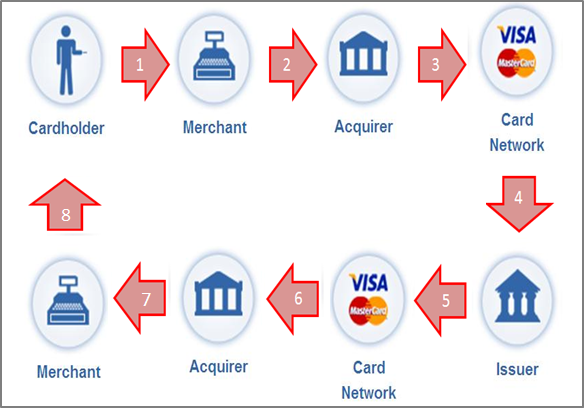 1
2
3
VISA
MasterCard
Cardholder
Merchant
Acquirer
Card
Network
4
8
VISA
MasterCard
7
6
5
Merchant
Acquirer
Card
Network
Issuer